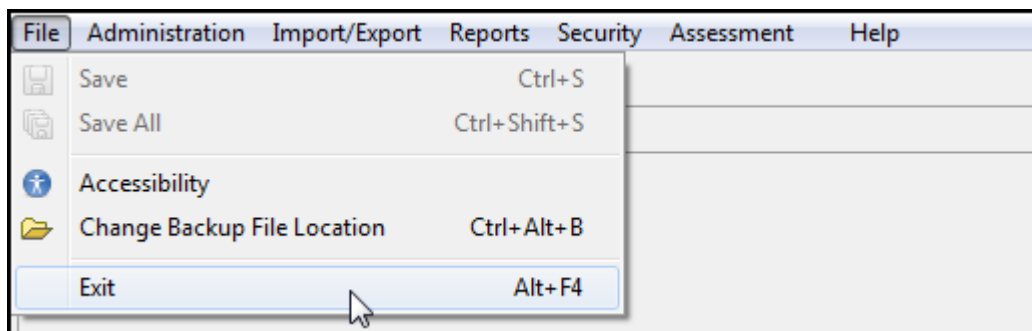 File Administration Import/Export Reports Security Assessment Help
Save Ctrl+S
Save All Ctrl+Shift+S
Accessibility
Change Backup File Location Ctrl+Alt+B
Exit Alt+F4